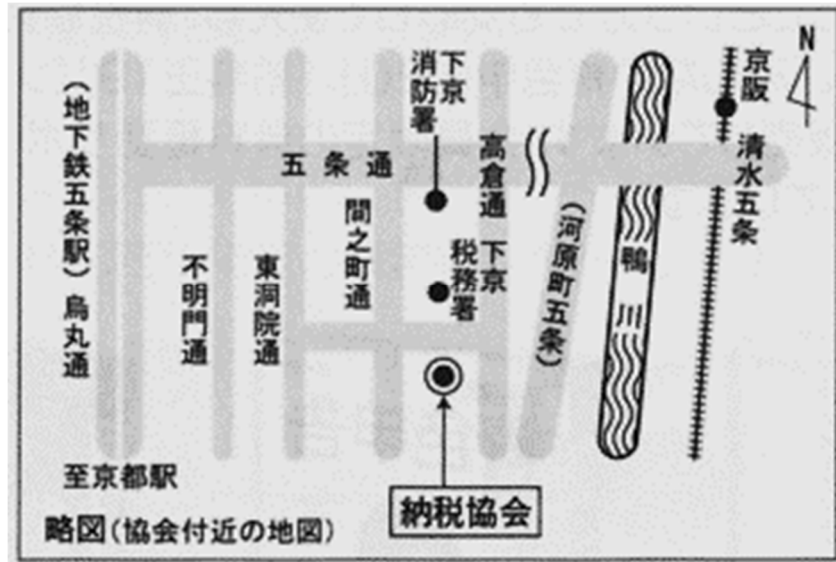 (地下鉄五条駅)烏丸通
不明門通
東洞院通
間之町通
五条通
下京
消防署
高倉通
下京
税務署
(河原町五条)
鴨川
京阪
清水五条
N
至京都駅
納税協会
略図(協会付近の地図)